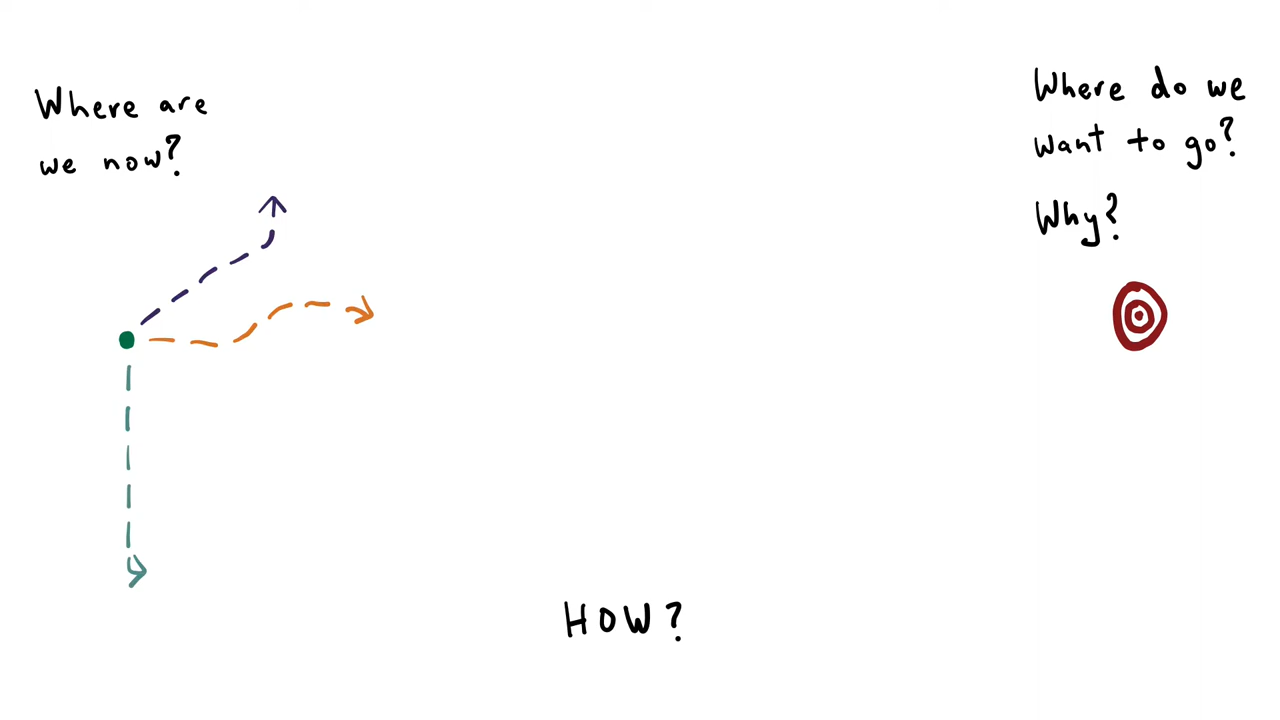 Where are
we now?
Where do we
want to go?
Why?
HOW?